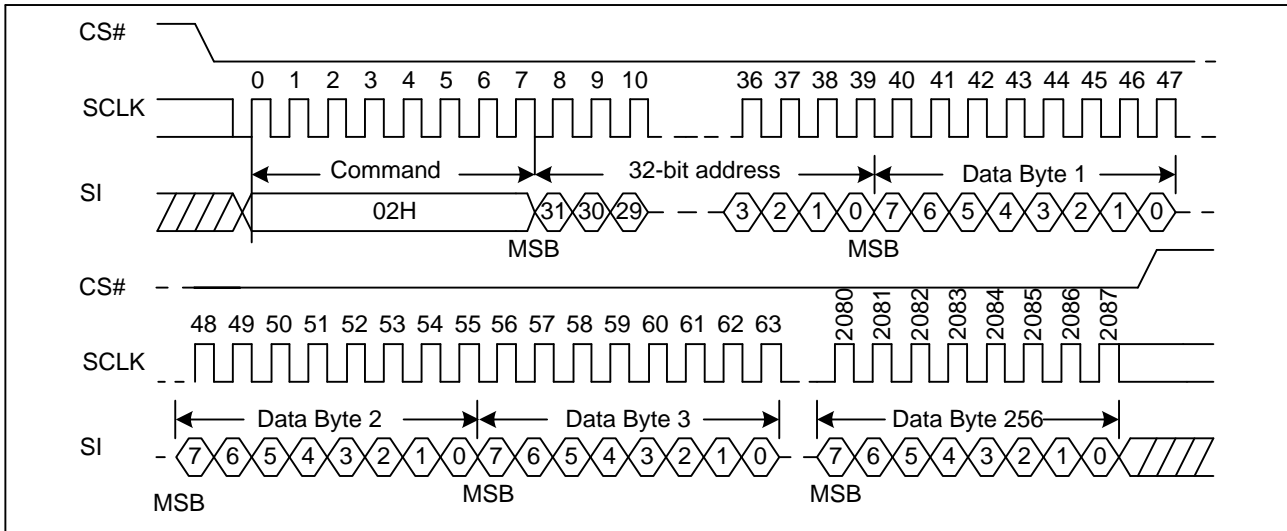 CS#
0 1 2 3 4 5 6 7 8 9 10 36 37 38 39 40 41 42 43 44 45 46 47
SCLK
Command 32-bit address Data Byte 1
SI
02H 31 30 29 3 2 1 0 7 6 5 4 3 2 1 0
MSB MSB
CS#
48 49 50 51 52 53 54 55 56 57 58 59 60 61 62 63 2080 2081 2082 2083 2084 2085 2086 2087
SCLK
Data Byte 2 Data Byte 3 Data Byte 256
SI
7 6 5 4 3 2 1 0 7 6 5 4 3 2 1 0 7 6 5 4 3 2 1 0
MSB MSB MSB